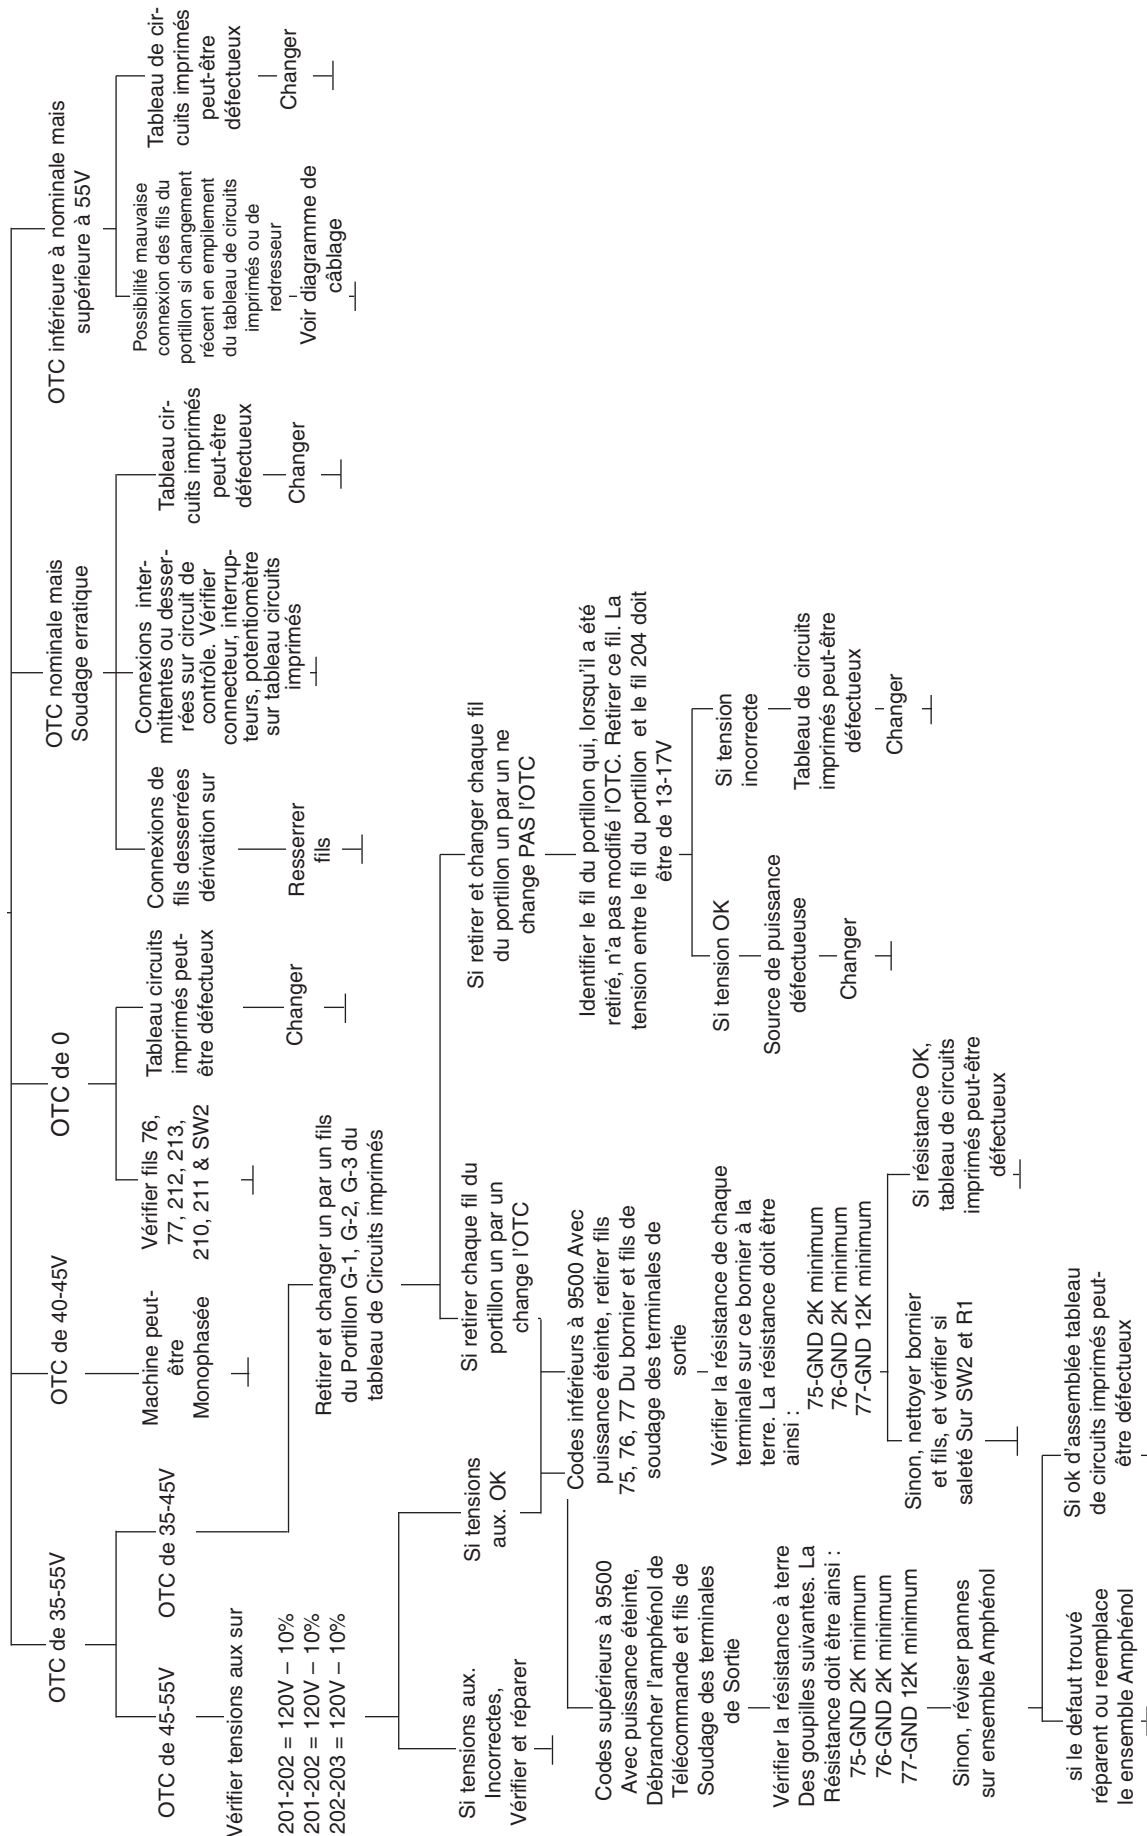 OTC de 35-55V
OTC de 45-55V
Vérifier tensions aux sur
201-202 = 120V – 10%
201-202 = 120V – 10%
202-203 = 120V – 10%
Si tensions aux.
Incorrectes,
Vérifier et réparer
Si tensions
aux. OK
OTC de 35-45V
Retirer et changer un par un fils
du Portillon G-1, G-2, G-3 du
tableau de Circuits imprimés
Si retirer chaque fil du
portillon un par un
change l'OTC
Codes supérieurs à 9500
Avec puissance éteinte,
Débrancher l'amphénol de
Télécommande et fils de
Soudage des terminales
de Sortie
Vérifier la résistance à terre
Des goupilles suivantes. La
Résistance doit être ainsi :
75-GND 2K minimum
76-GND 2K minimum
77-GND 12K minimum
Sinon, réviser pannes
sur ensemble Amphénol
si le defaut trouvé
réparent ou remplace
le ensemble Amphénol
Si ok d'assemblée tableau
de circuits imprimés peut-
être défectueux
Codes inférieurs à 9500 Avec
puissance éteinte, retirer fils
75, 76, 77 Du bornier et fils de
soudage des terminales de
sortie
Vérifier la résistance de chaque
terminale sur ce bornier à la
terre. La résistance doit être
ainsi :
75-GND 2K minimum
76-GND 2K minimum
77-GND 12K minimum
Sinon, nettoyer bornier
et fils, et vérifier si
saleté Sur SW2 et R1
Si résistance OK,
tableau de circuits
imprimés peut-être
défectueux
Si retirer et changer chaque fil
du portillon un par un ne
change PAS l'OTC
Identifier le fil du portillon qui, lorsqu'il a été
retiré, n'a pas modifié l'OTC. Retirer ce fil. La
tension entre le fil du portillon et le fil 204 doit
être de 13-17V
Si tension OK
Source de puissance
défectueuse
Changer
Si tension
incorrecte
Tableau de circuits
imprimés peut-être
défectueux
Changer
OTC de 40-45V
Machine peut-
être
Monophasée
OTC de 0
Vérifier fils 76,
77, 212, 213,
210, 211 & SW2
Tableau circuits
imprimés peut-
être défectueux
Changer
OTC nominale mais
Soudage erratique
Connexions de
fils desserrées
dérivation sur
Resserrer
fils
Connexions inter-
mittentes ou desser-
rées sur circuit de
contrôle. Vérifier
connecteur, interrup-
teurs, potentiomètre
sur tableau circuits
imprimés
Tableau cir-
cuits imprimés
peut-être
défectueux
Changer
OTC inférieure à nominale mais
supérieure à 55V
Possibilité mauvaise
connexion des fils du
portillon si changement
récent en empilement
du tableau de circuits
imprimés ou de
redresseur
Voir diagramme de
câblage
Tableau de cir-
cuits imprimés
peut-être
défectueux
Changer